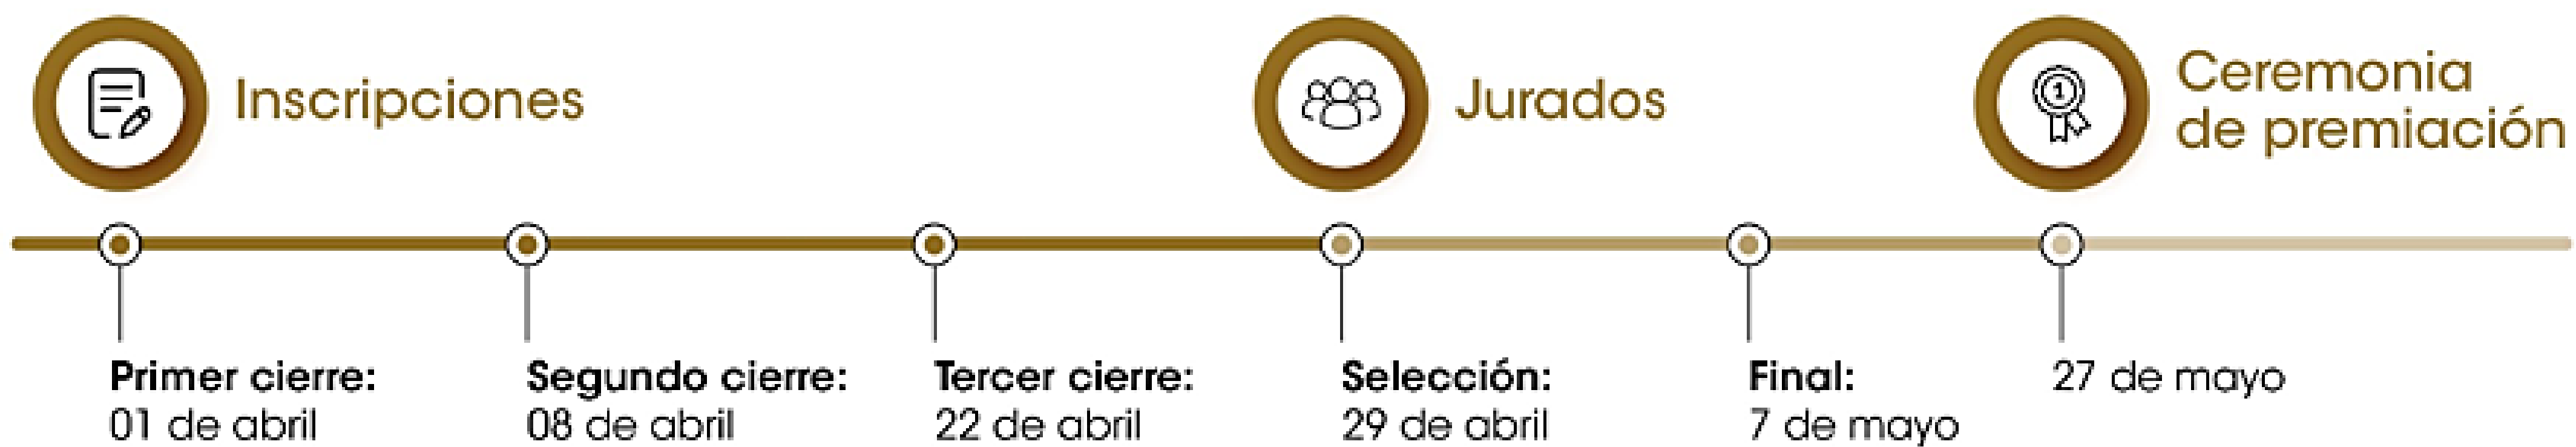 Inscripciones
Jurados
Ceremonia
de premiación
1
Primer cierre:
01 de abril
Segundo cierre:
08 de abril
Tercer cierre:
22 de abril
Selección:
29 de abril
Final:
7 de mayo
27 de mayo